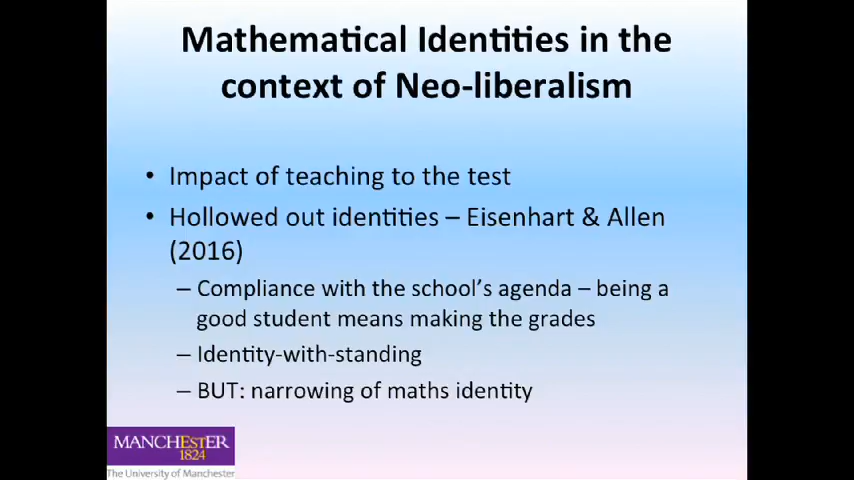 Mathematical Identities in the
context of Neo-liberalism
• Impact of teaching to the test
• Hollowed out identities – Eisenhart & Allen
(2016)
– Compliance with the school's agenda – being a
good student means making the grades
– Identity-with-standing
– BUT: narrowing of maths identity
MANCHESTER
1824
The University of Manchester